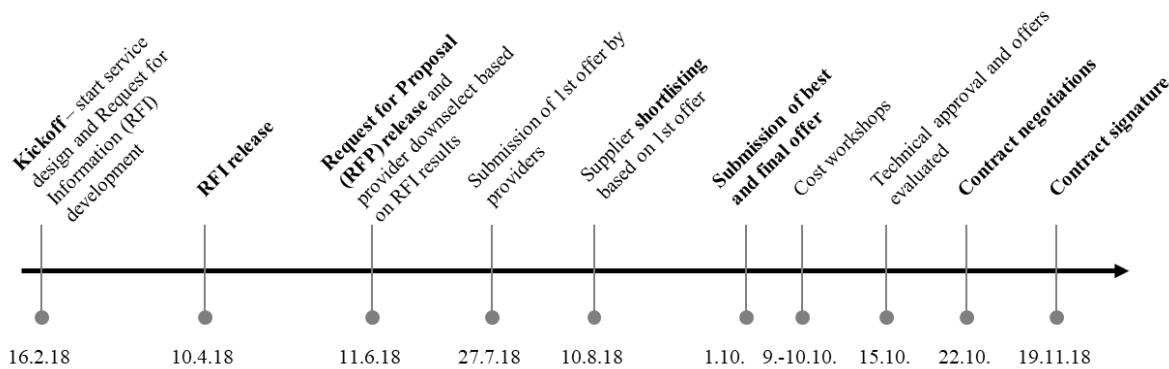 Kickoff – start service
design and Request for
Information (RFI)
development
RFI release
Request for Proposal
(RFP) release and
provider downselect based
on RFI results
Submission of 1st offer by
providers
Supplier shortlisting
based on 1st offer
Submission of best
and final offer
Cost workshops
Technical approval and offers
evaluated
Contract negotiations
Contract signature
16.2.18
10.4.18
11.6.18
27.7.18
10.8.18
1.10.
9.-10.10.
15.10.
22.10.
19.11.18